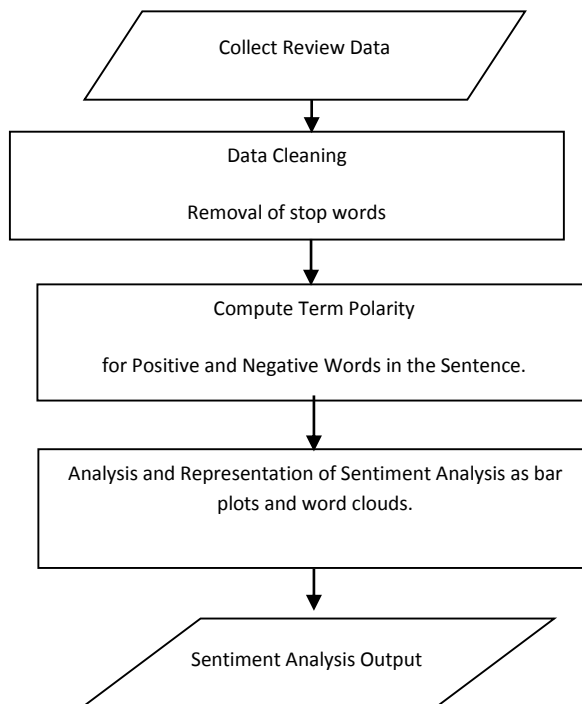 Collect Review Data
Data Cleaning
Removal of stop words
Compute Term Polarity
for Positive and Negative Words in the Sentence.
Analysis and Representation of Sentiment Analysis as bar
plots and word clouds.
Sentiment Analysis Output